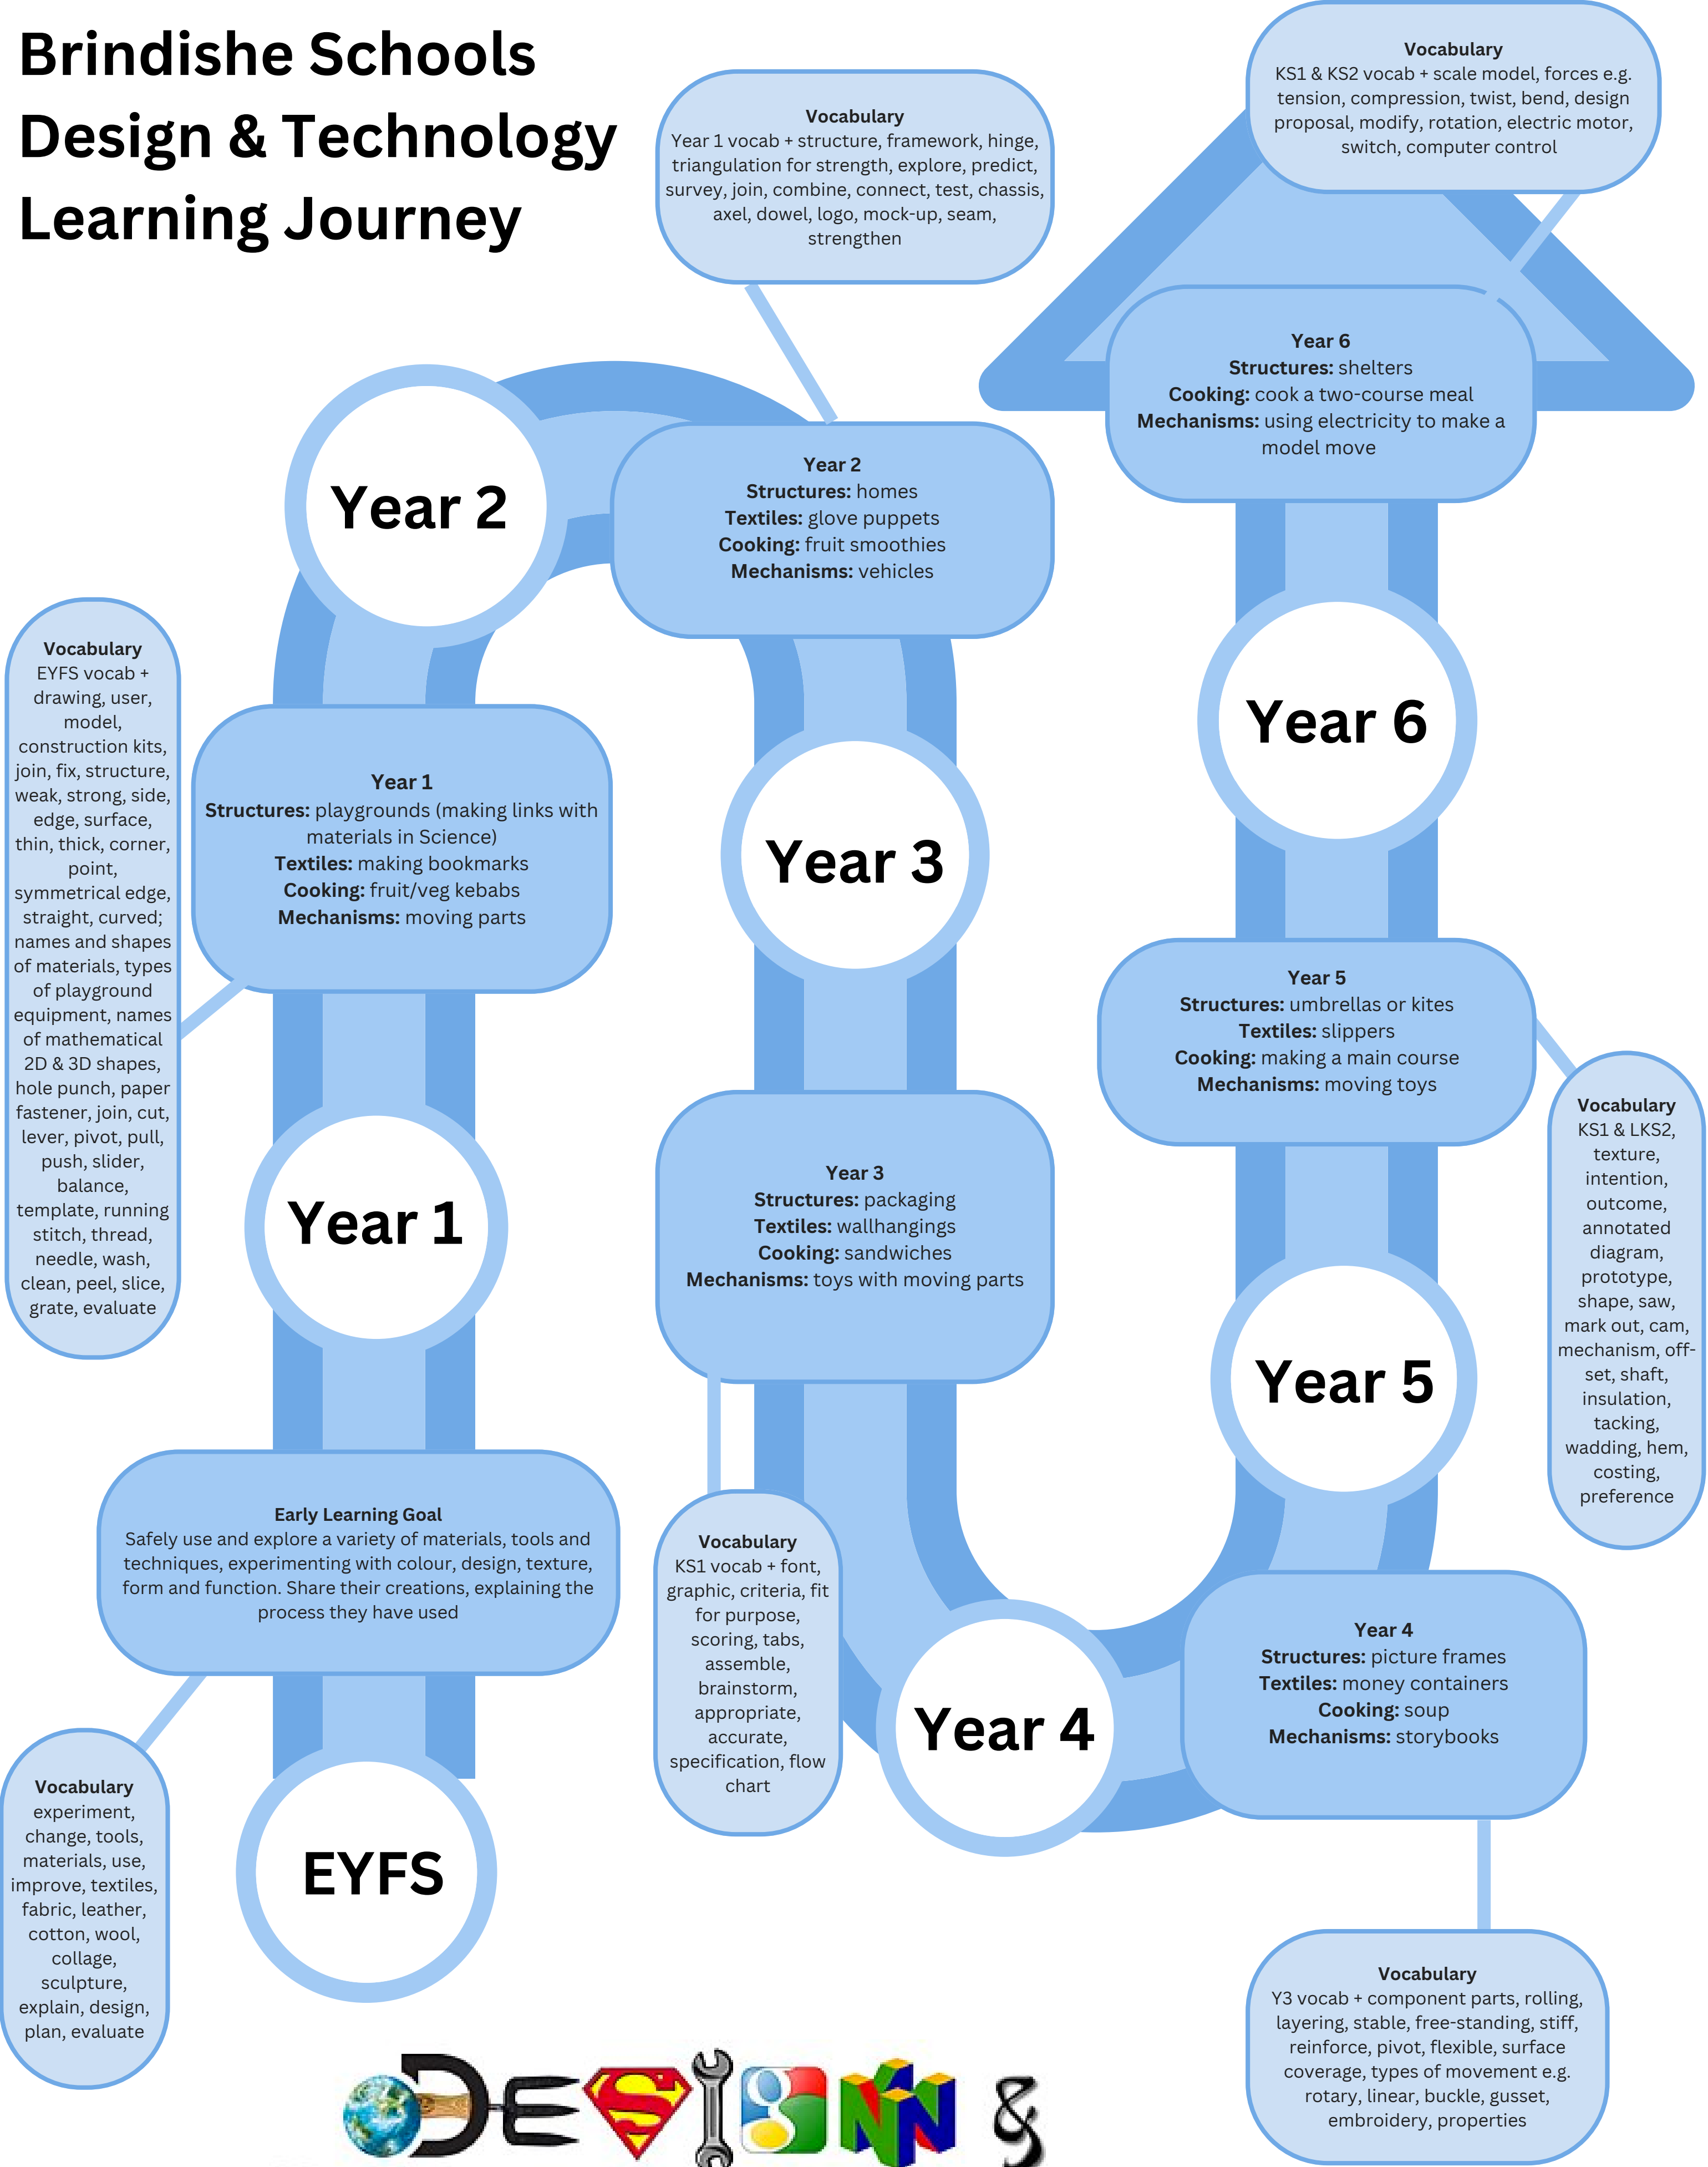 Brindishe Schools
Design & Technology
Learning Journey
Vocabulary
KS1 & KS2 vocab + scale model, forces e.g.
tension, compression, twist, bend, design
proposal, modify, rotation, electric motor,
switch, computer control
Vocabulary
Year 1 vocab + structure, framework, hinge,
triangulation for strength, explore, predict,
survey, join, combine, connect, test, chassis,
axel, dowel, logo, mock-up, seam,
strengthen
Year 6
Structures: shelters
Cooking: cook a two-course meal
Mechanisms: using electricity to make a
model move
Year 2
Year 2
Structures: homes
Textiles: glove puppets
Cooking: fruit smoothies
Mechanisms: vehicles
Vocabulary
EYFS vocab +
drawing, user,
model,
construction kits,
join, fix, structure,
weak, strong, side,
edge, surface,
thin, thick, corner,
point,
symmetrical edge,
straight, curved;
names and shapes
of materials, types
of playground
equipment, names
of mathematical
2D & 3D shapes,
hole punch, paper
fastener, join, cut,
lever, pivot, pull,
push, slider,
balance,
template, running
stitch, thread,
needle, wash,
clean, peel, slice,
grate, evaluate
Year 1
Structures: playgrounds (making links with
materials in Science)
Textiles: making bookmarks
Cooking: fruit/veg kebabs
Mechanisms: moving parts
Year 3
Year 6
Year 5
Structures: umbrellas or kites
Textiles: slippers
Cooking: making a main course
Mechanisms: moving toys
Vocabulary
KS1 & LKS2,
texture,
intention,
outcome,
annotated
diagram,
prototype,
shape, saw,
mark out, cam,
mechanism, off-
set, shaft,
insulation,
tacking,
wadding, hem,
costing,
preference
Year 1
Year 3
Structures: packaging
Textiles: wallhangings
Cooking: sandwiches
Mechanisms: toys with moving parts
Year 5
Early Learning Goal
Safely use and explore a variety of materials, tools and
techniques, experimenting with colour, design, texture,
form and function. Share their creations, explaining the
process they have used
Vocabulary
KS1 vocab + font,
graphic, criteria, fit
for purpose,
scoring, tabs,
assemble,
brainstorm,
appropriate,
accurate,
specification, flow
chart
Year 4
Year 4
Structures: picture frames
Textiles: money containers
Cooking: soup
Mechanisms: storybooks
Vocabulary
experiment,
change, tools,
materials, use,
improve, textiles,
fabric, leather,
cotton, wool,
collage,
sculpture,
explain, design,
plan, evaluate
EYFS
Vocabulary
Y3 vocab + component parts, rolling,
layering, stable, free-standing, stiff,
reinforce, pivot, flexible, surface
coverage, types of movement e.g.
rotary, linear, buckle, gusset,
embroidery, properties
DESIGN &